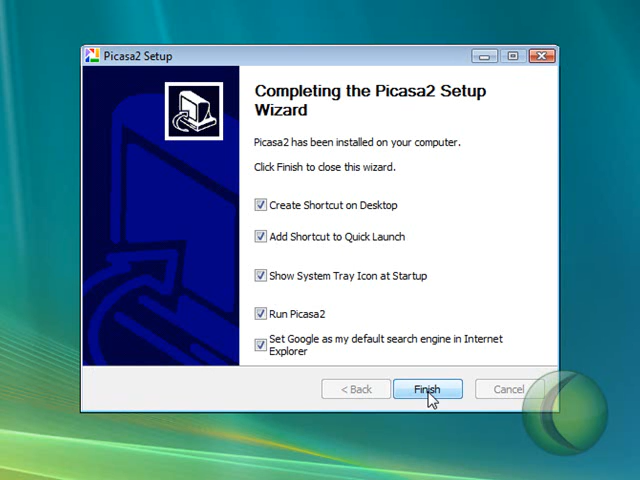 Picasa2 Setup
Completing the Picasa2 Setup
Wizard
Picasa2 has been installed on your computer.
Click Finish to close this wizard.
Create Shortcut on Desktop
Add Shortcut to Quick Launch
Show System Tray Icon at Startup
Run Picasa2
Set Google as my default search engine in Internet
Explorer
< Back
Finish
Cancel